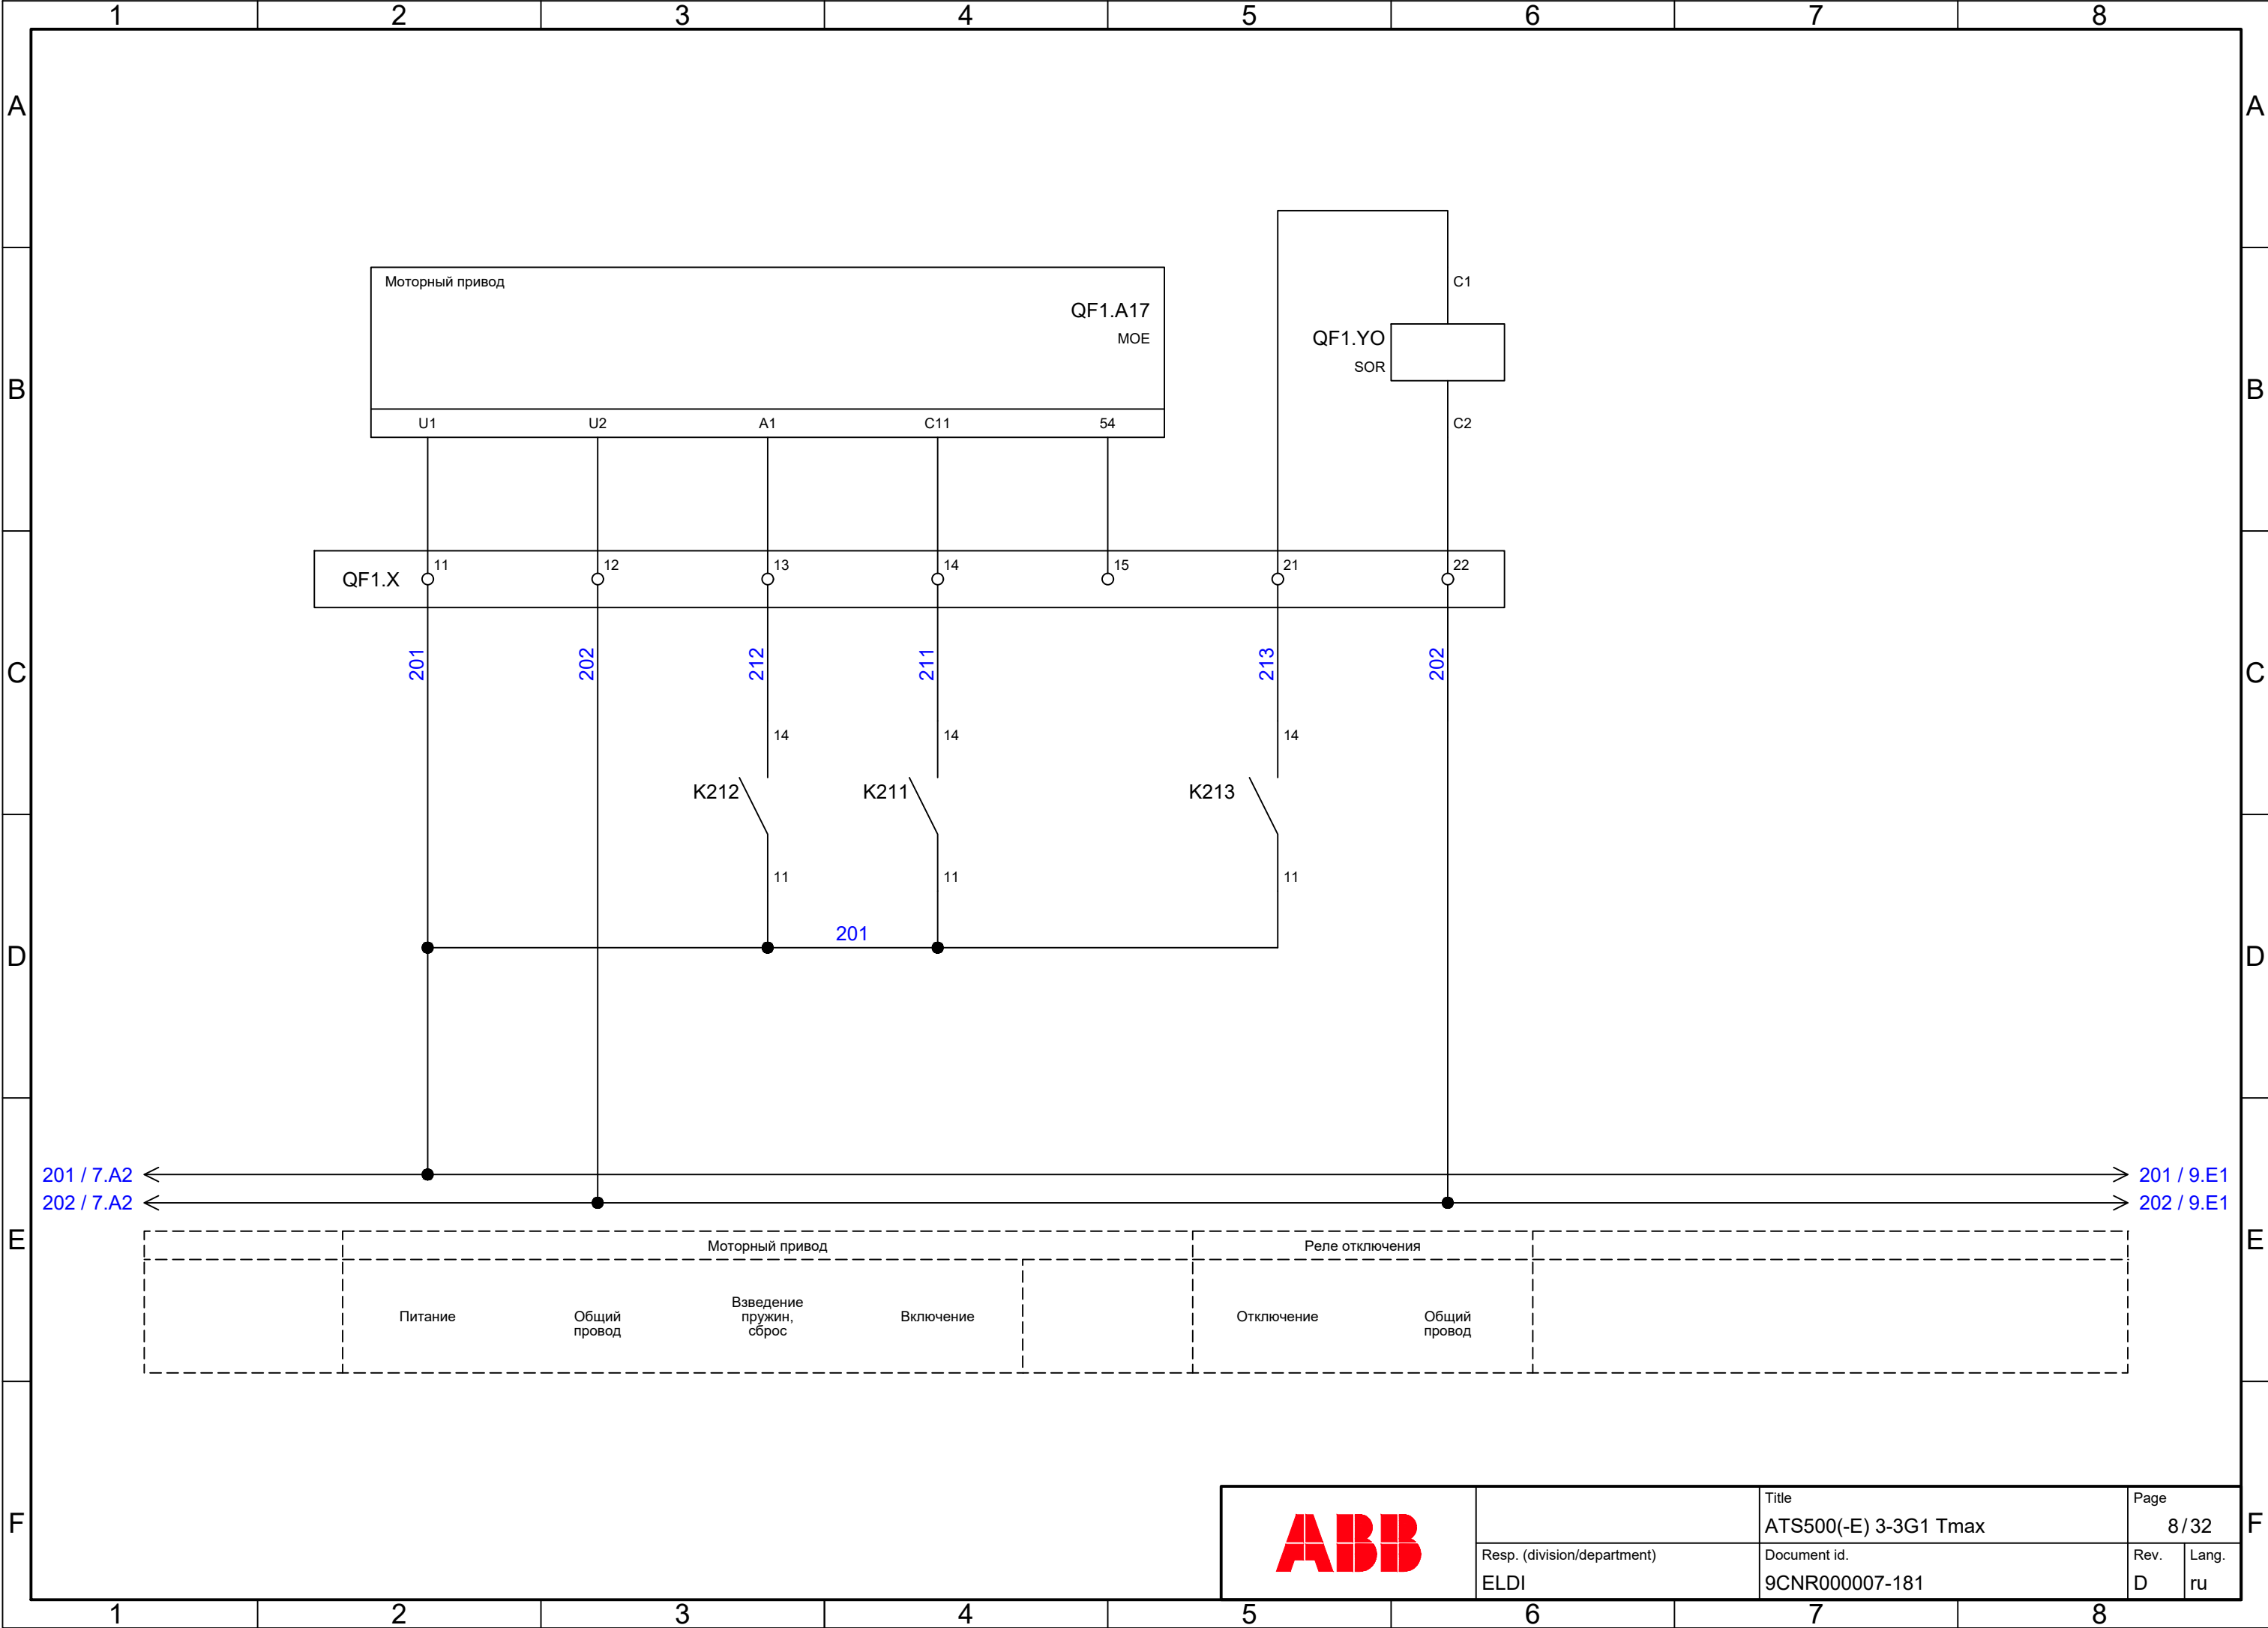 1 2 3 4 5 6 7 8
A A
C1
Моторный привод
QF1.A17
MOE
QF1.YO
SOR
B B
U1 U2 A1 C11 54
C2
QF1.X 11 12 13 14 15 21 22
201 202 212 211 213 202
C C
14 14 14
K212 K211 K213
11 11 11
201
D D
201 / 7.A2 201 / 9.E1
202 / 7.A2 202 / 9.E1
E E
Моторный привод Реле отключения
Питание
Общий
провод
Взведение
пружин,
сброс
Включение
Отключение
Общий
провод
F F
ABB
Title
ATS500(-E) 3-3G1 Tmax
Page
8/32
Resp. (division/department)
ELDI
Document id.
9CNR000007-181
Rev.
D
Lang.
ru
1 2 3 4 5 6 7 8